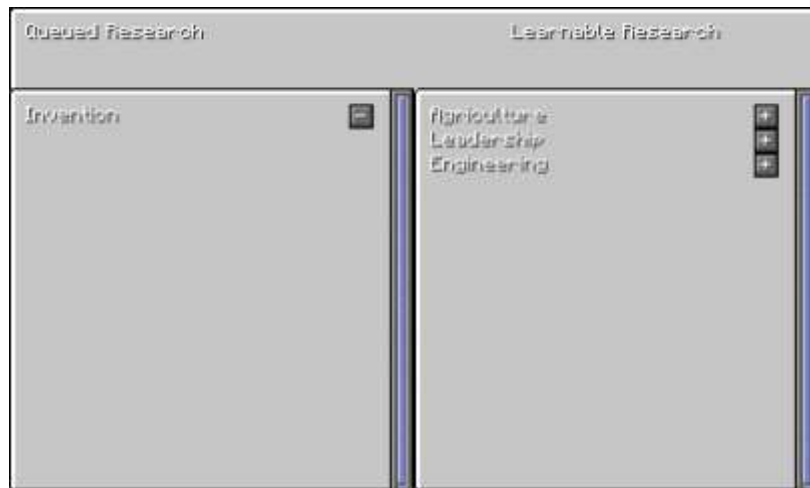 Queued Research
Learnable Research
Invention
-
Agriculture
+
Leadership
+
Engineering
+